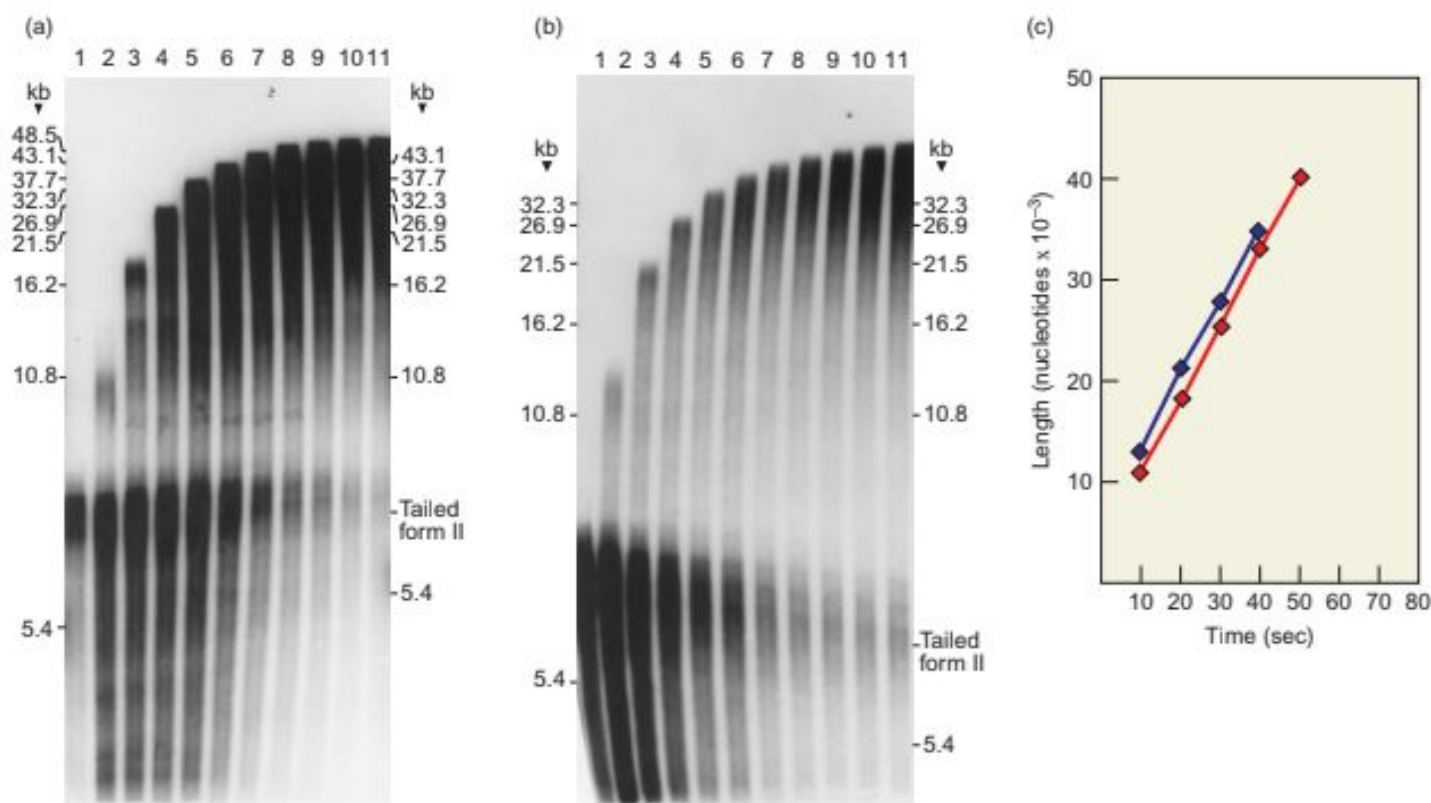 (a)
1 2 3 4 5 6 7 8 9 10 11
kb
48.5
43.1
37.7
32.3
26.9
21.5
16.2
10.8
5.4
kb
43.1
37.7
32.3
26.9
21.5
16.2
10.8
Tailed
form II
5.4
(b)
1 2 3 4 5 6 7 8 9 10 11
kb
32.3
26.9
21.5
16.2
10.8
5.4
kb
32.3
26.9
21.5
16.2
10.8
Tailed
form II
5.4
(c)
Length (nucleotides x 10⁻³)
50
40
30
20
10
10 20 30 40 50 60 70 80
Time (sec)